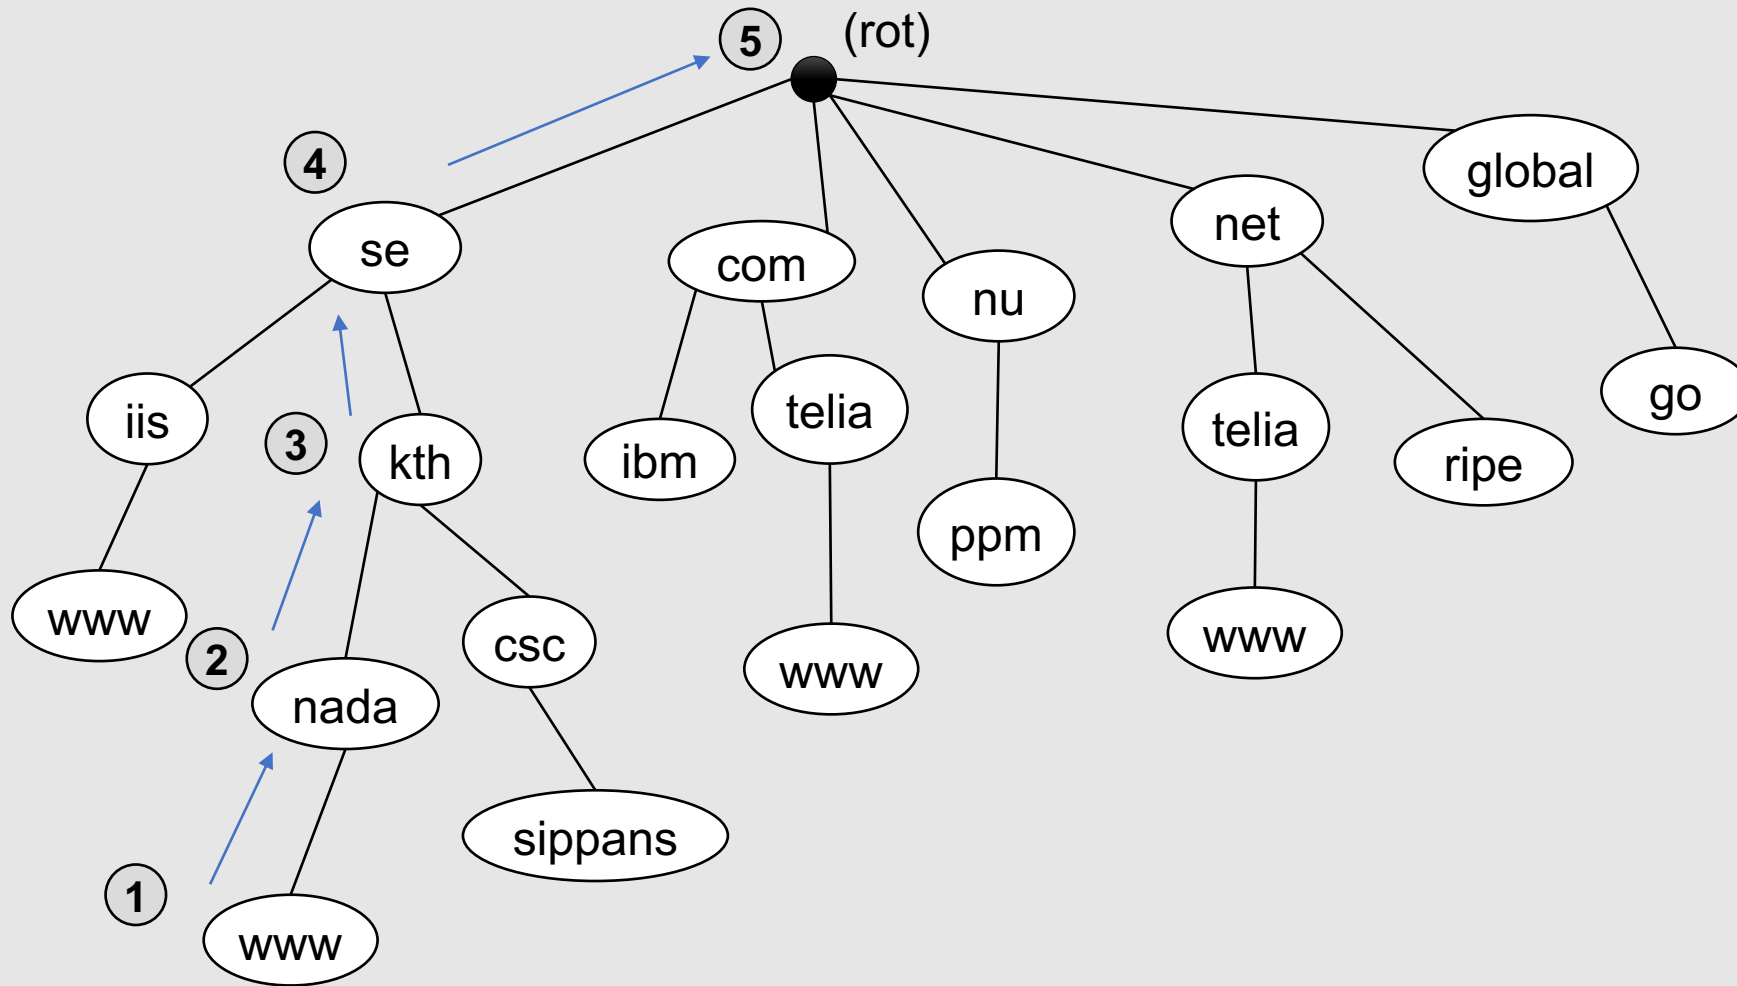 5
(rot)
4
global
se
com
net
nu
iis
3
kth
ibm
telia
telia
ripe
go
ppm
www
2
nada
csc
www
www
sippans
1
www